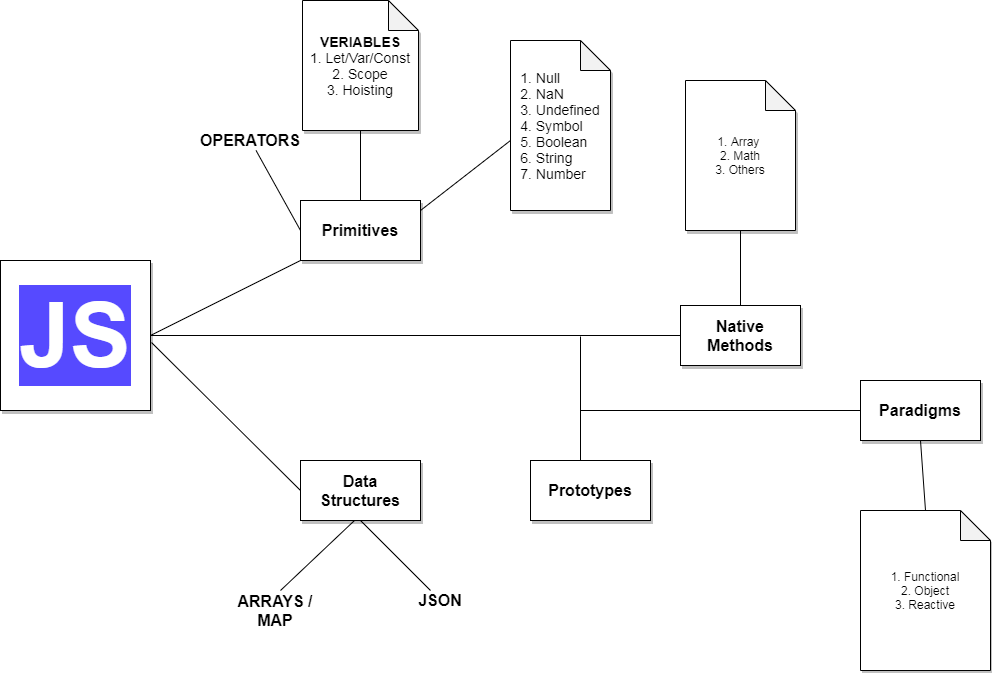 VERIABLES
1. Let/Var/Const
2. Scope
3. Hoisting
OPERATORS
1. Null
2. NaN
3. Undefined
4. Symbol
5. Boolean
6. String
7. Number
1. Array
2. Math
3. Others
Primitives
JS
Native
Methods
Paradigms
Data
Structures
Prototypes
ARRAYS /
MAP
JSON
1. Functional
2. Object
3. Reactive